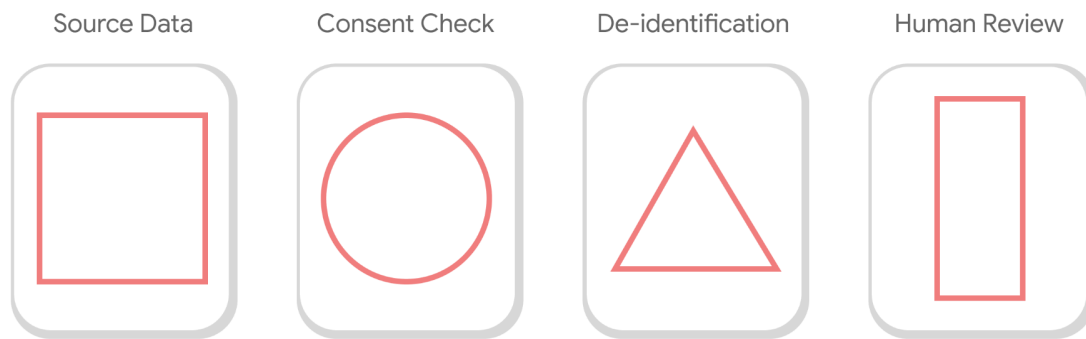 Source Data
Consent Check
De-identification
Human Review